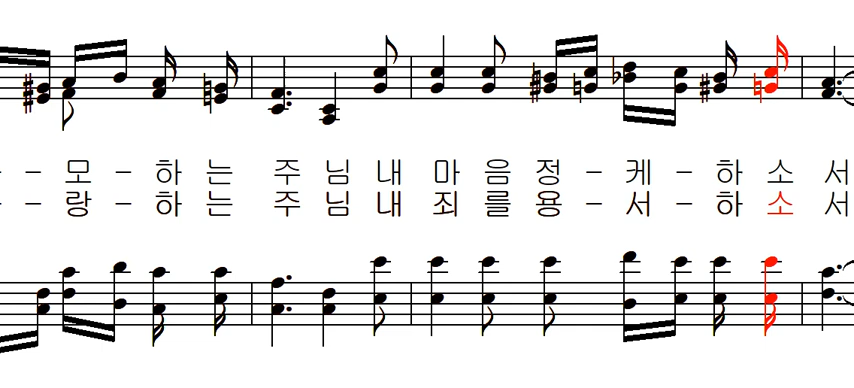 - - 모 - 하 는 주 님 내 마 음 정 - 케 - 하 소 서
- - 랑 - 하 는 주 님 내 죄 를 용 - 서 - 하 소 서